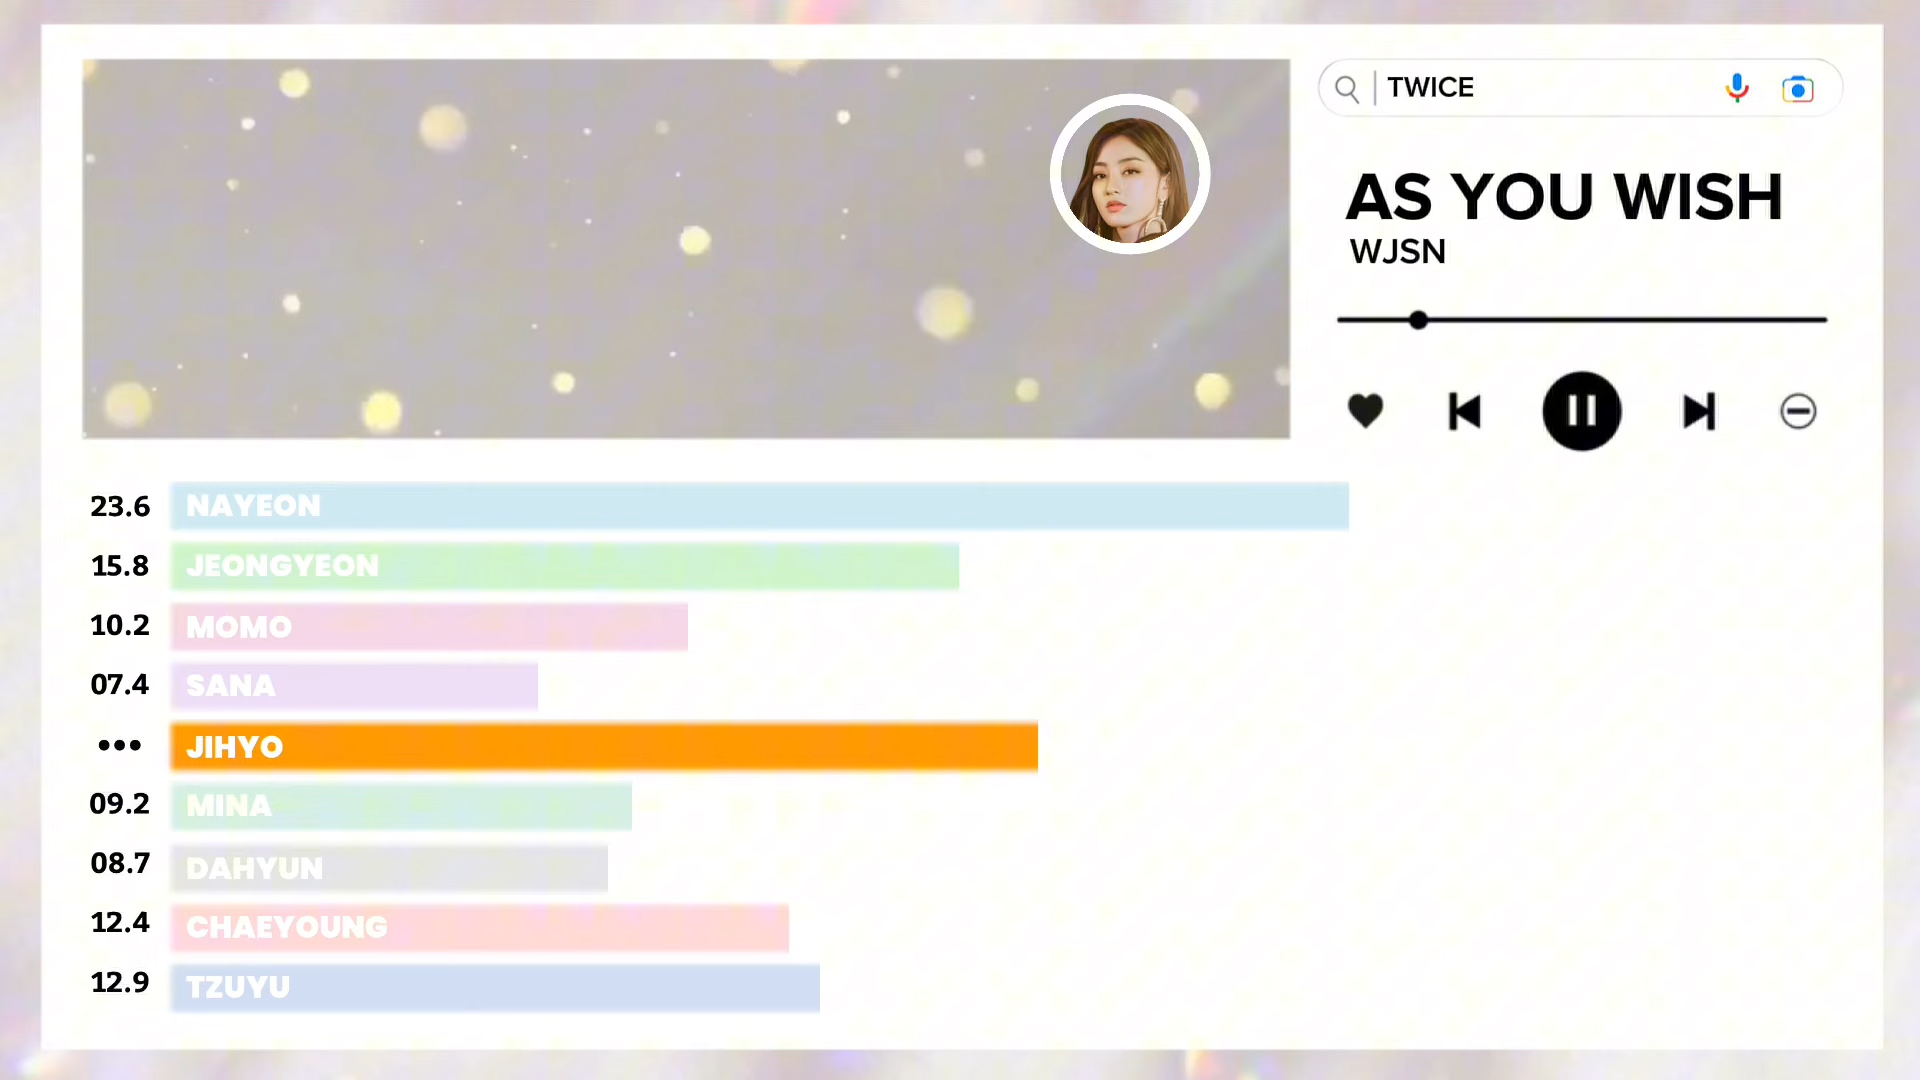 TWICE
AS YOU WISH
WJSN
23.6 NAYEON
15.8 JEONGYEON
10.2 MOMO
07.4 SANA
••• JIHYO
09.2 MINA
08.7 DAHYUN
12.4 CHAEYOUNG
12.9 TZUYU